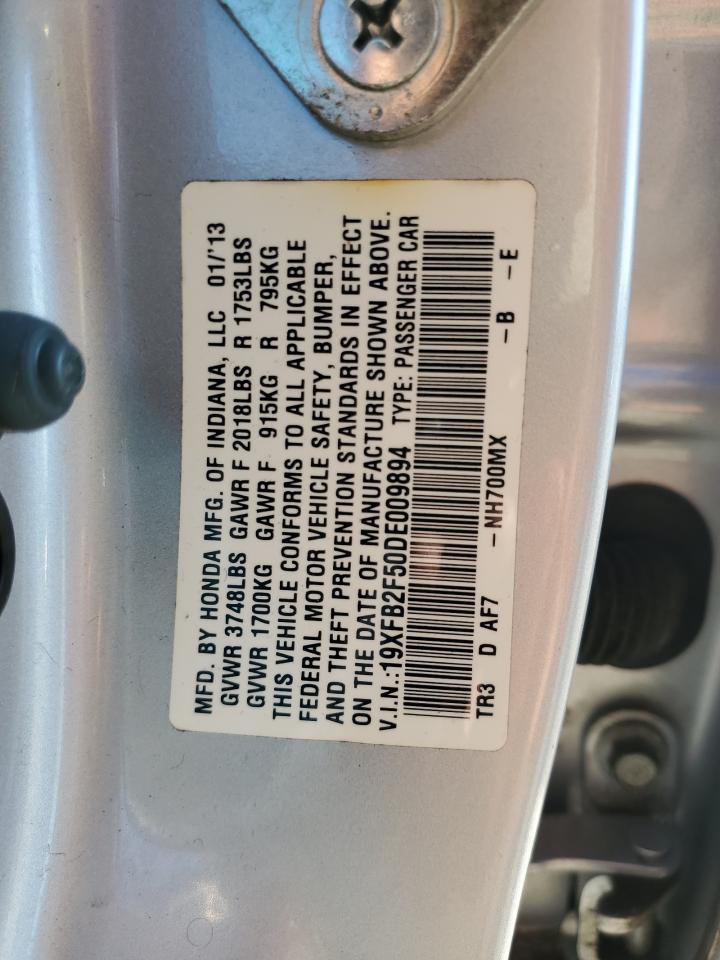 MFD. BY HONDA MFG. OF INDIANA, LLC 01/'13
GVWR 3748LBS GAWR F 2018LBS R 1753LBS
GVWR 1700KG GAWR F 915KG R 795KG
THIS VEHICLE CONFORMS TO ALL APPLICABLE
FEDERAL MOTOR VEHICLE SAFETY, BUMPER,
AND THEFT PREVENTION STANDARDS IN EFFECT
ON THE DATE OF MANUFACTURE SHOWN ABOVE.
V.I.N.:19XFB2F50DE009894 TYPE: PASSENGER CAR
TR3 D AF7 -NH700MX -B -E